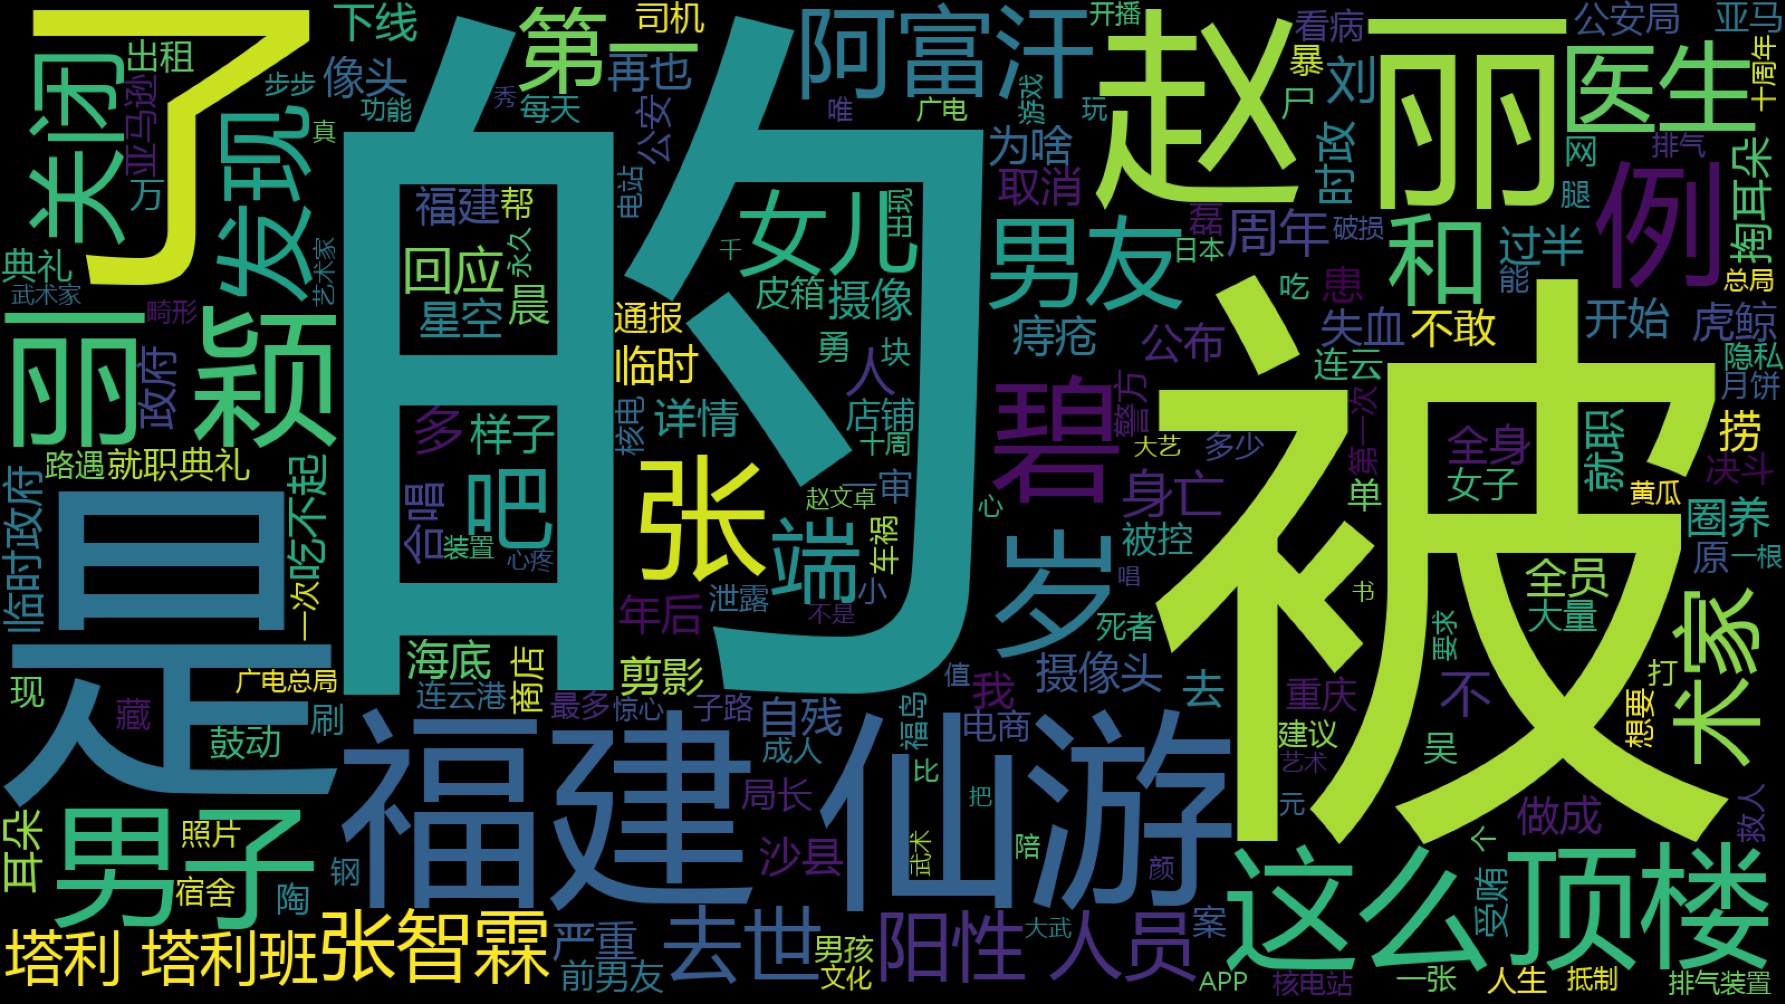 了
的
被
是
赵丽
丽颖
福建
仙游
第一
司机
下线
出租
步步
像头
功能
秀
每天
再也
公安
真
关闭
亚马逊
万
发现
典礼
武术家
畸形
艺术家
阿富汗
开播
看病
公安局
亚马
十周年
唯
广电
游戏
玩
暴
尸
刘
医生
为啥
取消
时政
网
排气
腿
例
掬耳朵
总局
电站
福建
帮
回应
永久
星空
晨
女儿
出现
千
皮箱
摄像
男友
磊
日本
周年
破损
和
过半
能
吃
患
失血
不敢
开始
虎鲸
隐私
月饼
通报
临时
勇
块
人
痔疮
公布
连云
捞
政府
路遇
就职典礼
吃不起
临时政府
一次
多
样子
核电
详情
店铺
十周
碧
警方
大艺
多少
第一次
全身
女子
就职
决斗
黄瓜
合唱
吧
装置
心疼
张
赵文卓
一审
端
车祸
心
身亡
被控
单
圈养
原
一根
岁
唱
书
全员
大量
术家
年后
泄露
不是
小
死者
要求
海底
商店
剪影
广电总局
现
藏
刷
鼓动
连云港
最多
惊心
子路
自残
成人
福岛
值
我
电商
摄像头
去
重庆
不
打
想要
建议
艺术
吴
男子
耳朵
照片
宿舍
陶
钢
局长
沙县
比
武术
把
陪
元
颜
个
做成
救人
塔利
塔利班
张智霖
严重
前男友
去世
男孩
文化
阳性
大武
人员
案
这么
受贿
顶楼
APP
核电站
一张
人生
抵制
排气装置